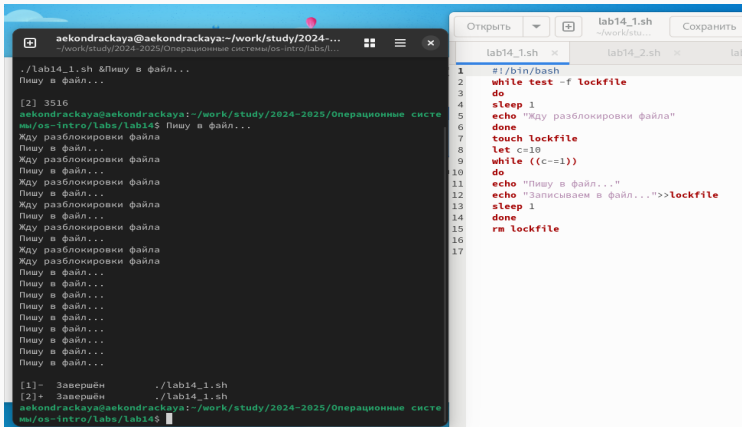 aekondrackaya@aekondrackaya:~/work/study/2024-...
~/work/study/2024-2025/Операционные системы/os-intro/labs/l...
./lab14_1.sh &Пишу в файл...
Пишу в файл...
[2] 3516
aekondrackaya@aekondrackaya:~/work/study/2024-2025/Операционные систе
мы/os-intro/labs/lab14$ Пишу в файл...
Жду разблокировки файла
Пишу в файл...
Жду разблокировки файла
Пишу в файл...
Жду разблокировки файла
Пишу в файл...
Жду разблокировки файла
Пишу в файл...
Жду разблокировки файла
Пишу в файл...
Жду разблокировки файла
Жду разблокировки файла
Пишу в файл...
Пишу в файл...
Пишу в файл...
Пишу в файл...
Пишу в файл...
Пишу в файл...
Пишу в файл...
Пишу в файл...
Пишу в файл...
[1]- Завершён ./lab14_1.sh
[2]+ Завершён ./lab14_1.sh
aekondrackaya@aekondrackaya:~/work/study/2024-2025/Операционные систе
мы/os-intro/labs/lab14$
Открыть lab14_1.sh Сохранить
~/work/stu...
lab14_1.sh × lab14_2.sh × lal
1 #!/bin/bash
2 while test -f lockfile
3 do
4 sleep 1
5 echo "Жду разблокировки файла"
6 done
7 touch lockfile
8 let c=10
9 while ((c-=1))
10 do
11 echo "Пишу в файл..."
12 echo "Записываем в файл...">>lockfile
13 sleep 1
14 done
15 rm lockfile
16
17